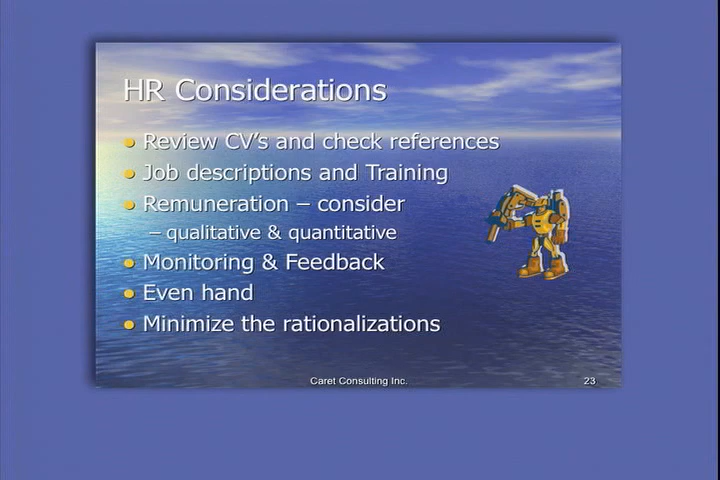 HR Considerations
Review CV's and check references
Job descriptions and Training
Remuneration – consider
– qualitative & quantitative
Monitoring & Feedback
Even hand
Minimize the rationalizations
Caret Consulting Inc.
23